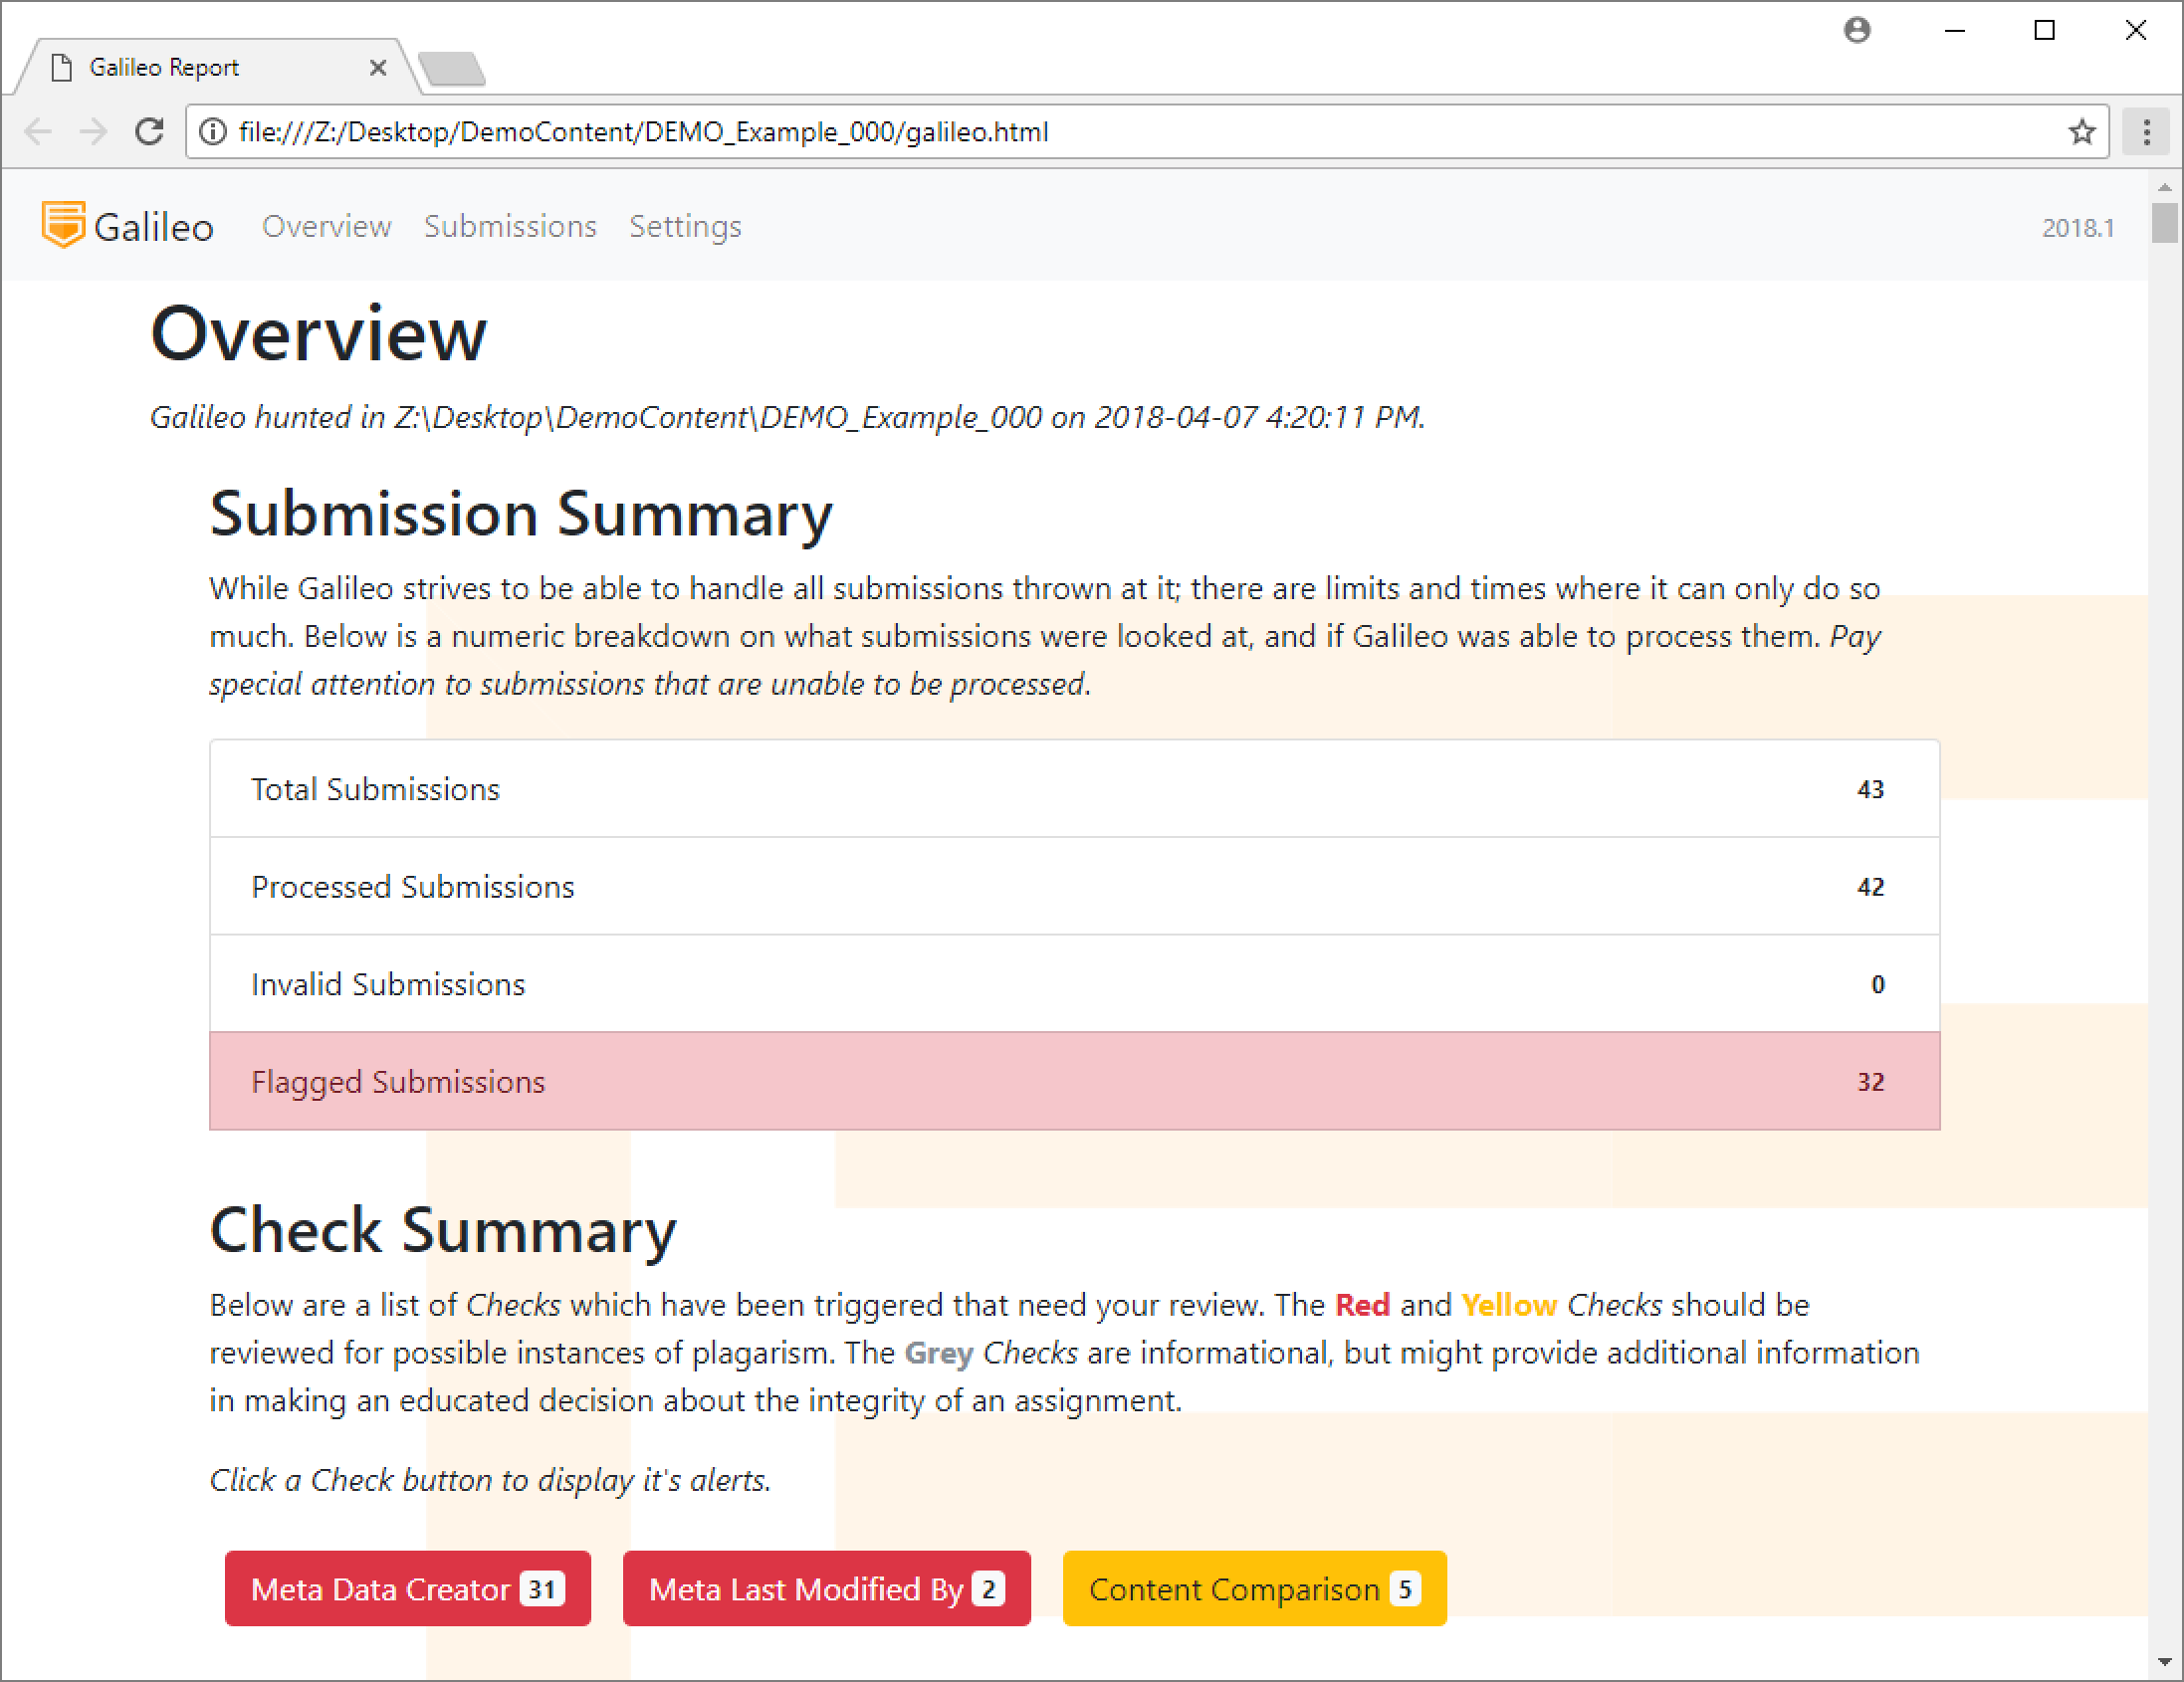 Galileo Report
file:///Z:/Desktop/DemoContent/DEMO_Example_000/galileo.html
Galileo Overview Submissions Settings 2018.1
Overview
Galileo hunted in Z:\Desktop\DemoContent\DEMO_Example_000 on 2018-04-07 4:20:11 PM.
Submission Summary
While Galileo strives to be able to handle all submissions thrown at it; there are limits and times where it can only do so
much. Below is a numeric breakdown on what submissions were looked at, and if Galileo was able to process them. Pay
special attention to submissions that are unable to be processed.
Total Submissions 43
Processed Submissions 42
Invalid Submissions 0
Flagged Submissions 32
Check Summary
Below are a list of Checks which have been triggered that need your review. The Red and Yellow Checks should be
reviewed for possible instances of plagarism. The Grey Checks are informational, but might provide additional information
in making an educated decision about the integrity of an assignment.
Click a Check button to display it's alerts.
Meta Data Creator 31 Meta Last Modified By 2 Content Comparison 5